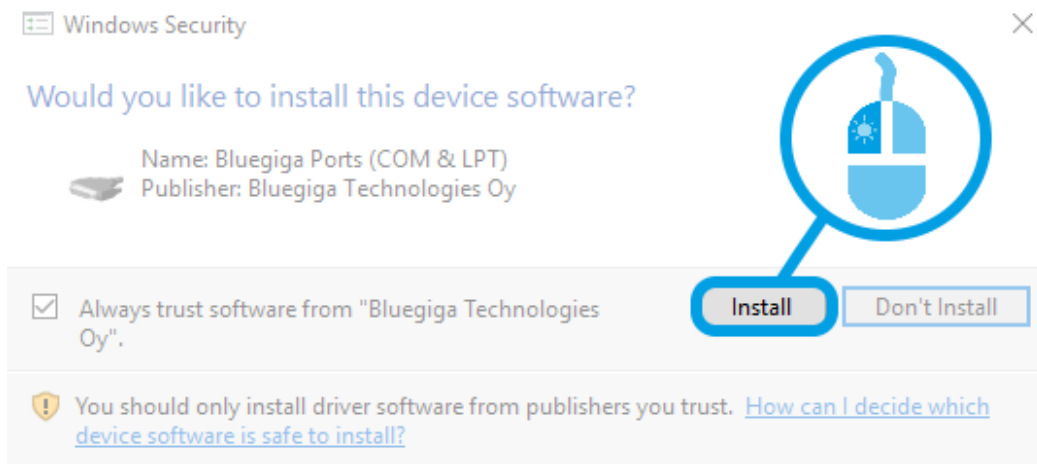 Windows Security
Would you like to install this device software?
Name: Bluegiga Ports (COM & LPT)
Publisher: Bluegiga Technologies Oy
Always trust software from "Bluegiga Technologies
Oy".
Install
Don't Install
You should only install driver software from publishers you trust. How can I decide which
device software is safe to install?